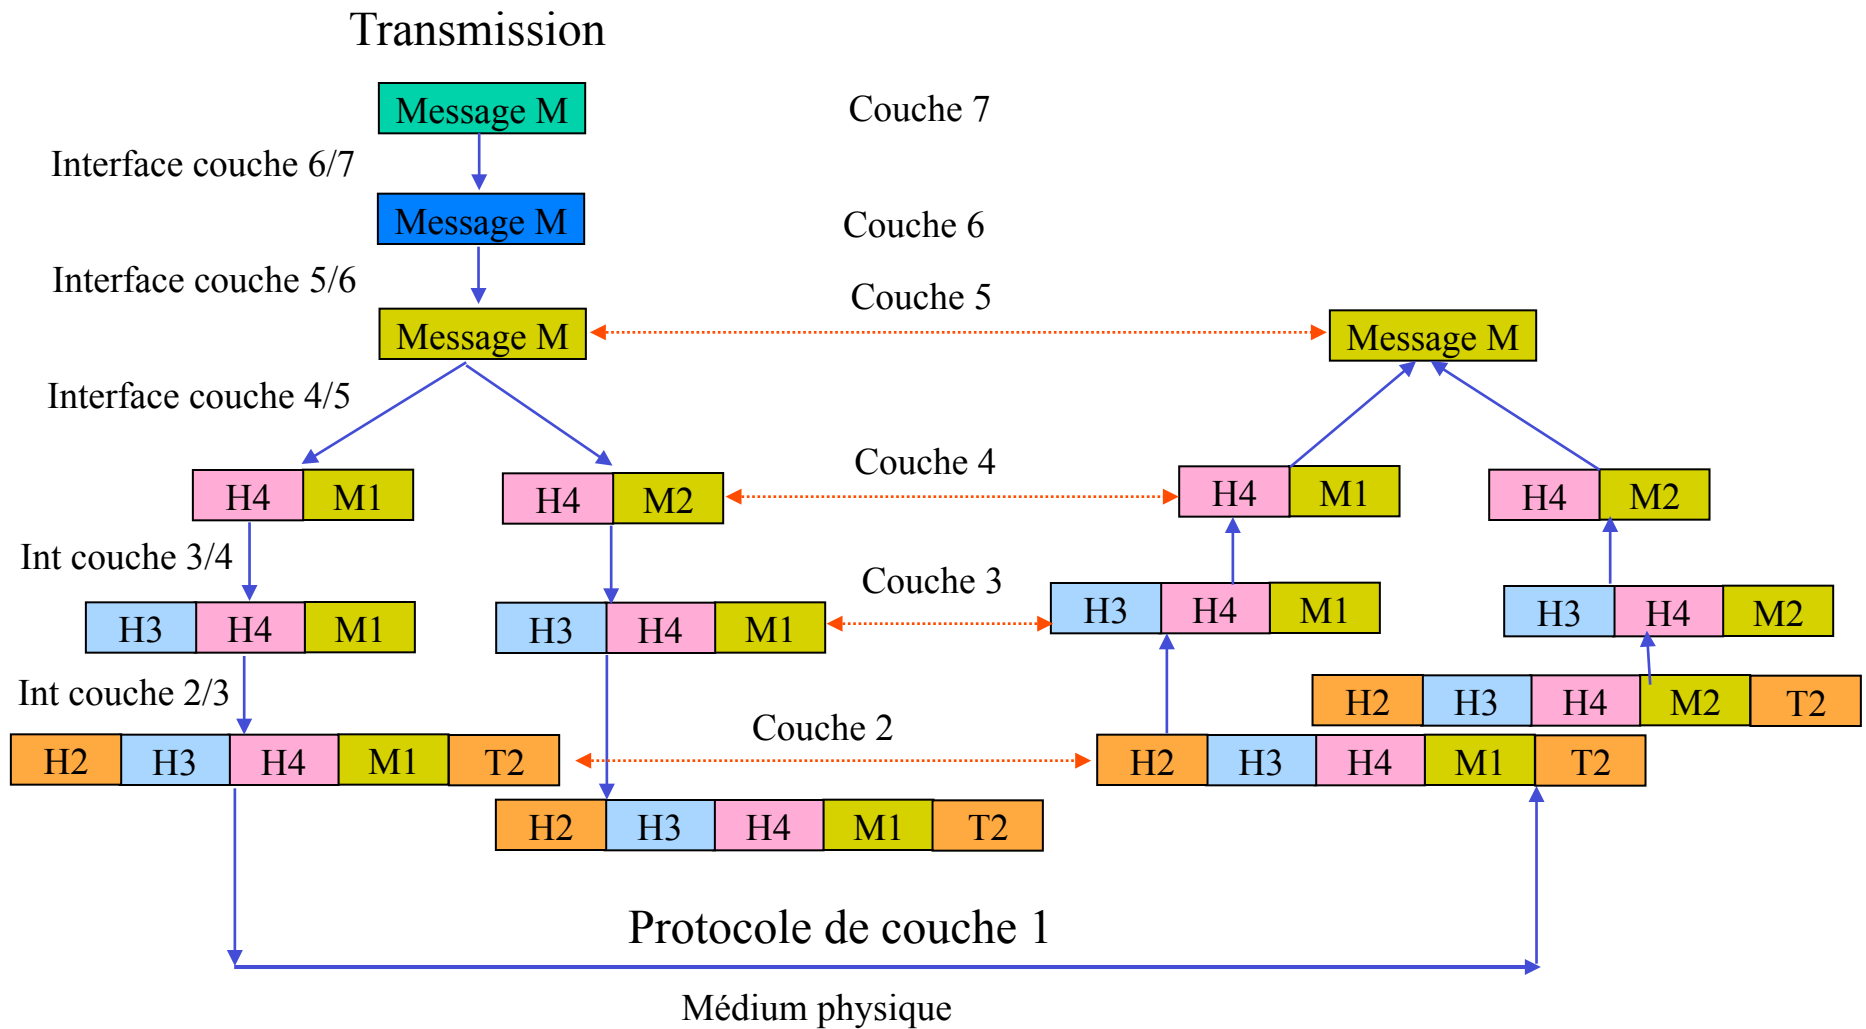 Transmission
Message M
Couche 7
Interface couche 6/7
Message M
Couche 6
Interface couche 5/6
Couche 5
Message M
Message M
Interface couche 4/5
Couche 4
H4 M1
H4 M2
H4 M1
H4 M2
Int couche 3/4
Couche 3
H3 H4 M1
H3 H4 M1
H3 H4 M1
H3 H4 M2
Int couche 2/3
H2 H3 H4 M2 T2
Couche 2
H2 H3 H4 M1 T2
H2 H3 H4 M1 T2
H2 H3 H4 M1 T2
Protocole de couche 1
Médium physique